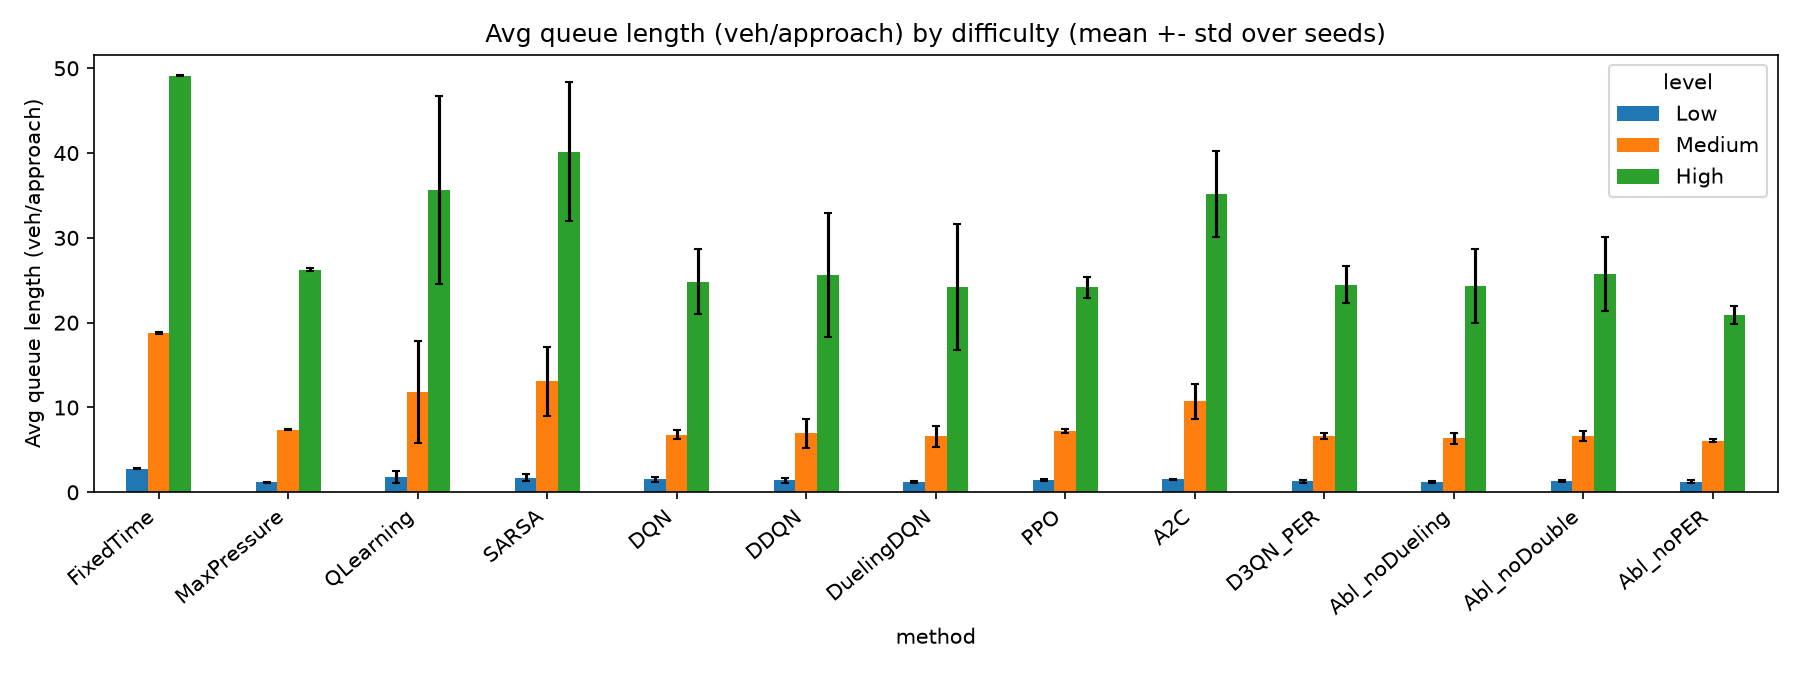 Avg queue length (veh/approach) by difficulty (mean +- std over seeds)
Avg queue length (veh/approach)
50
40
30
20
10
0
level
Low
Medium
High
FixedTime
MaxPressure
QLearning
SARSA
DQN
DDQN
DuelingDQN
PPO
A2C
D3QN_PER
Abl_noDueling
Abl_noDouble
Abl_noPER
method